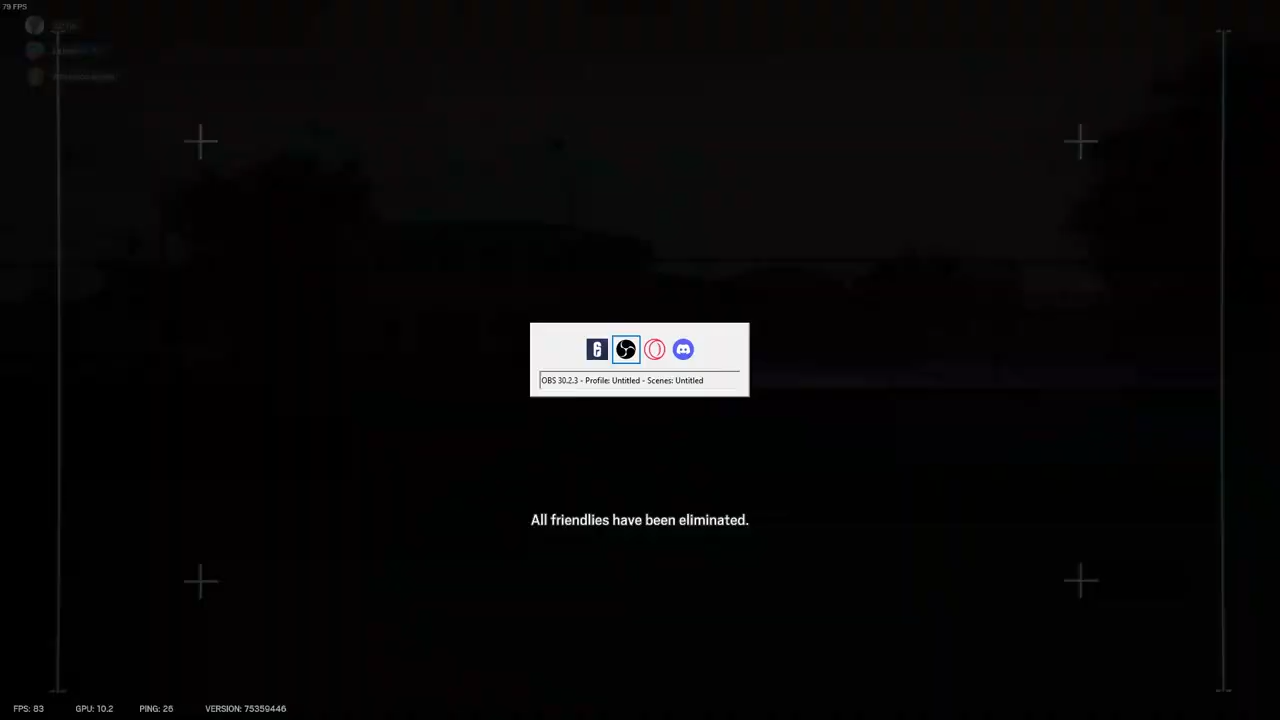 79 FPS
OBS 30.2.3 - Profile: Untitled - Scenes: Untitled
All friendlies have been eliminated.
FPS: 83 GPU: 10.2 PING: 26 VERSION: 75359446